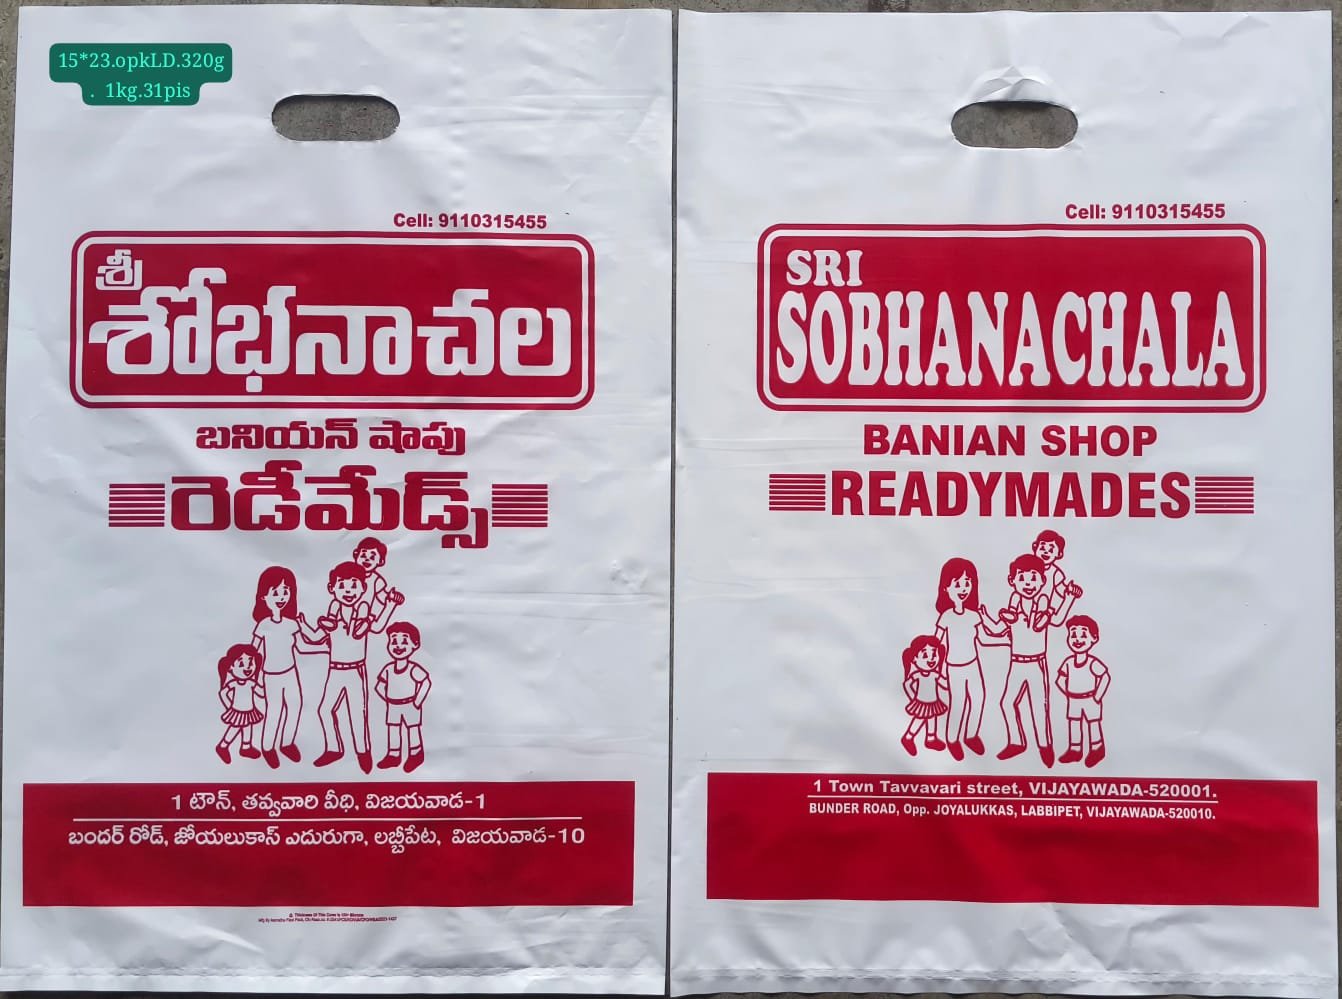 15*23.opkLD.320g
. 1kg.31pis
Cell: 9110315455
శ్రీ
శోభనాచల
బనియన్ షాపు
రెడీమేడ్స్
1 టౌన్, తవ్వవారి వీధి, విజయవాడ-1
బందర్ రోడ్, జోయలుకాస్ ఎదురుగా, లబ్బీపేట, విజయవాడ-10
Cell: 9110315455
SRI
SOBHANACHALA
BANIAN SHOP
READYMADES
1 Town Tavvavari street, VIJAYAWADA-520001.
BUNDER ROAD, Opp. JOYALUKKAS, LABBIPET, VIJAYAWADA-520010.